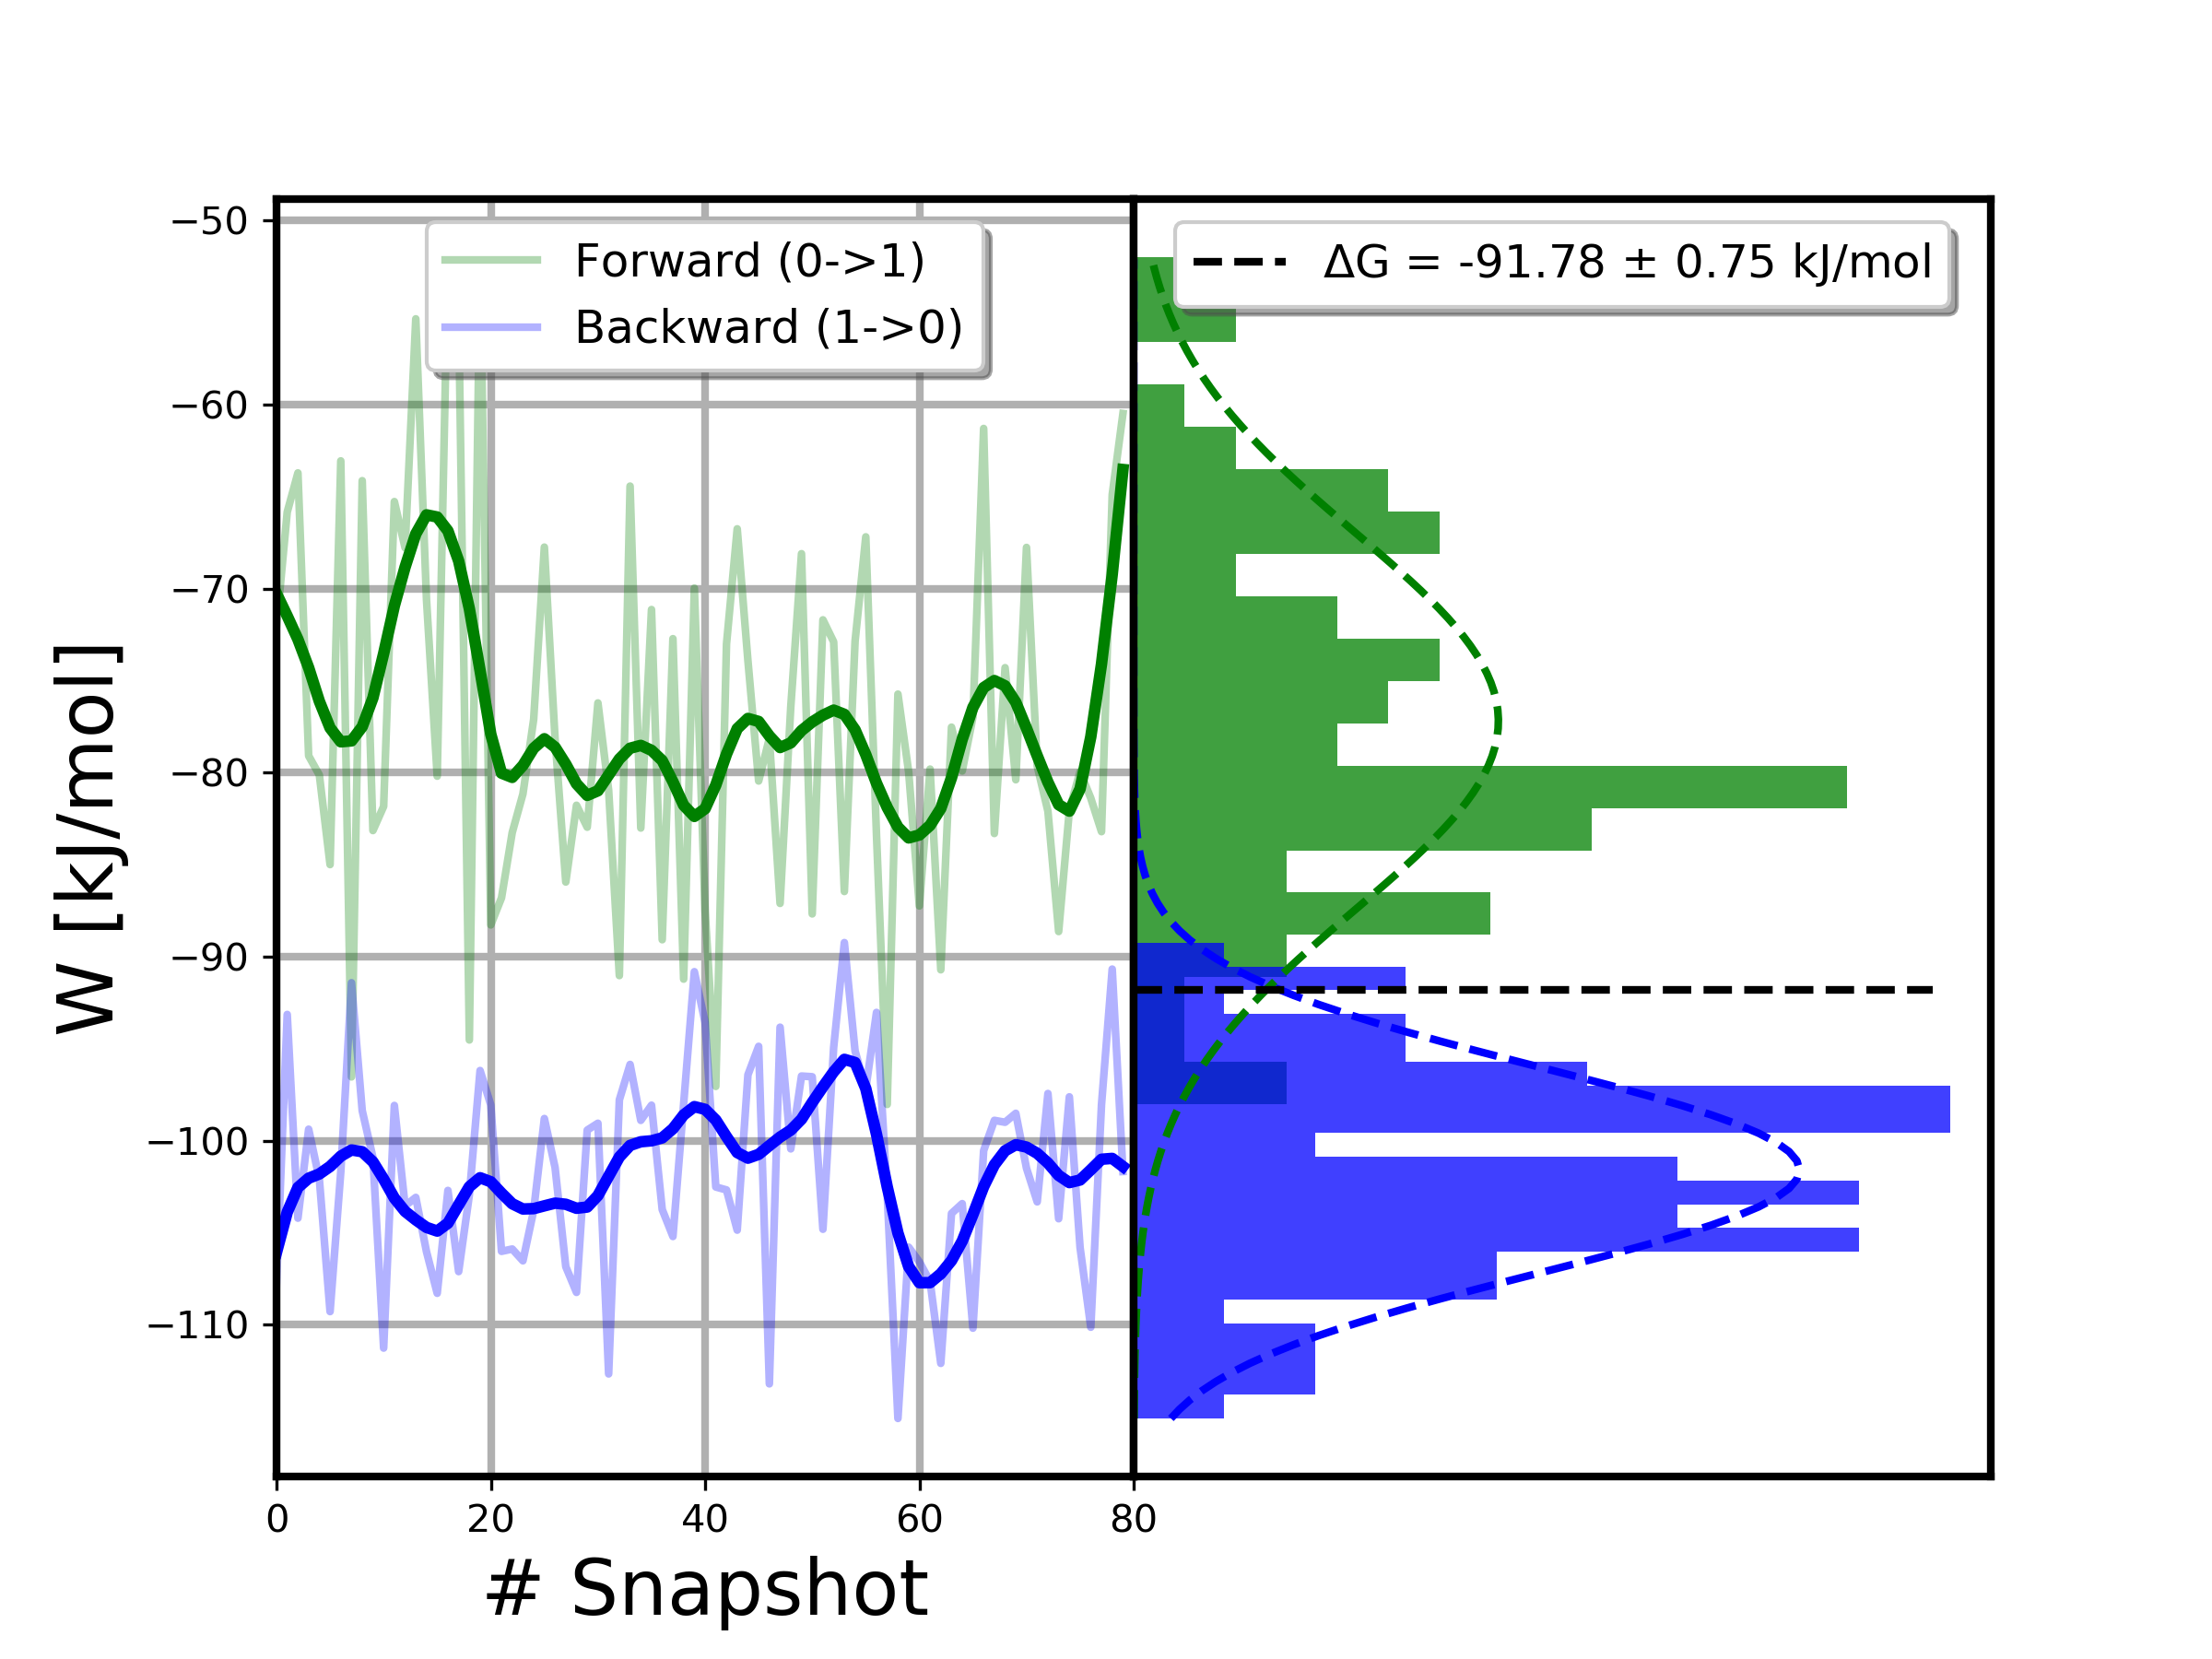 Forward (0->1)
Backward (1->0)
ΔG = -91.78 ± 0.75 kJ/mol
W [kJ/mol]
−50
−60
−70
−80
−90
−100
−110
0
20
40
60
80
# Snapshot